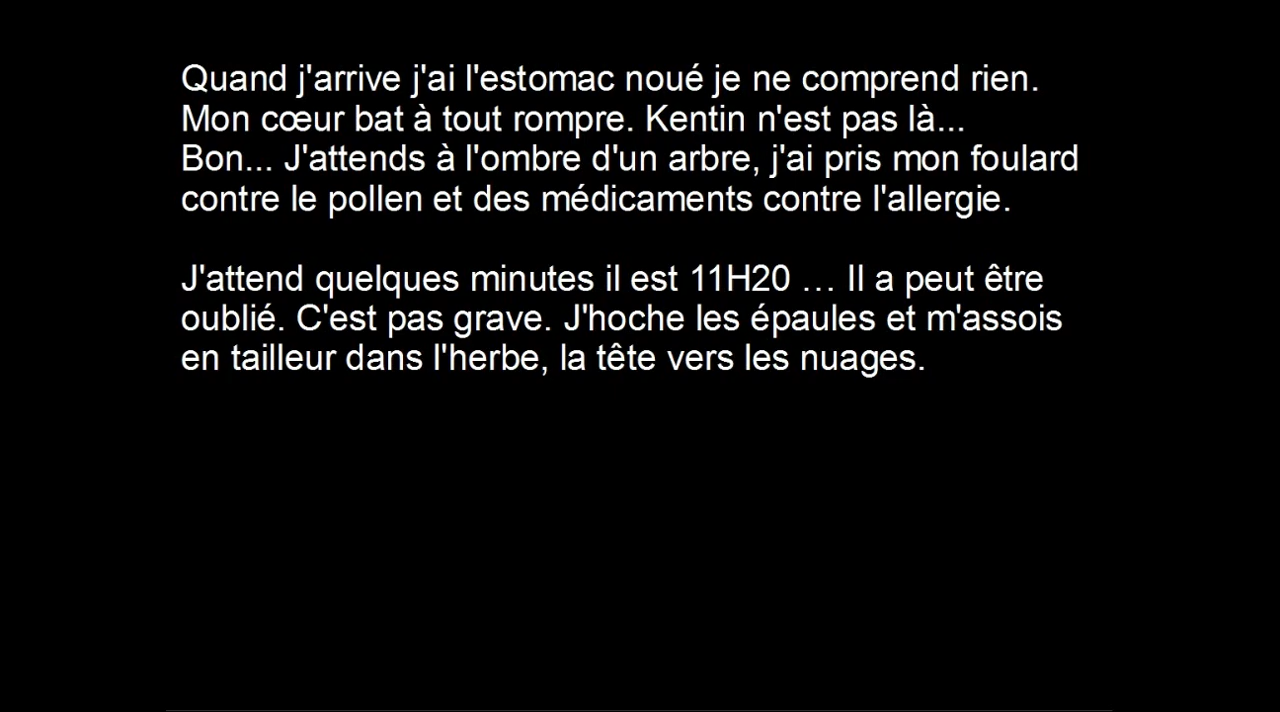 Quand j'arrive j'ai l'estomac noué je ne comprend rien.
Mon cœur bat à tout rompre. Kentin n'est pas là...
Bon... J'attends à l'ombre d'un arbre, j'ai pris mon foulard
contre le pollen et des médicaments contre l'allergie.
J'attend quelques minutes il est 11H20 … Il a peut être
oublié. C'est pas grave. J'hoche les épaules et m'assois
en tailleur dans l'herbe, la tête vers les nuages.